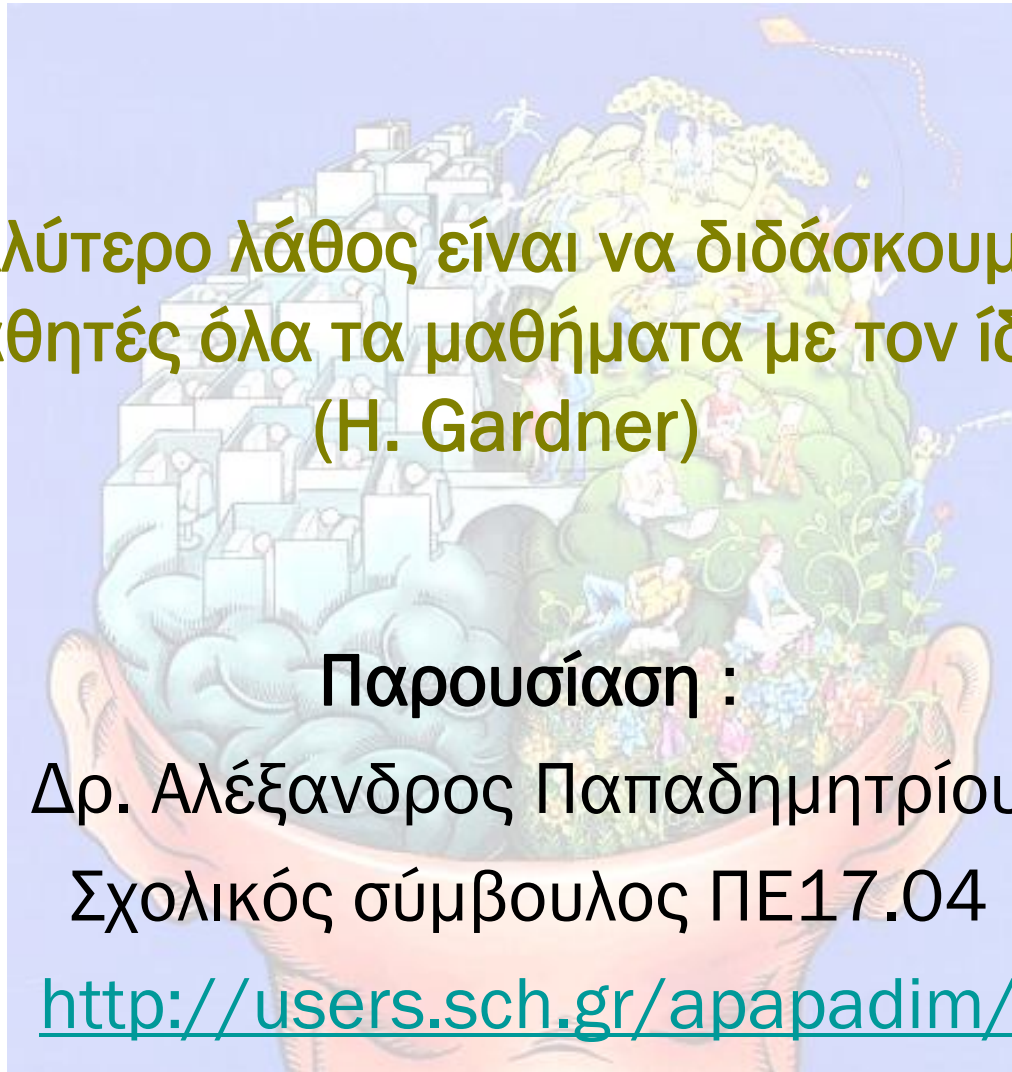 λύτερο λάθος είναι να διδάσκουμ
θητές όλα τα μαθήματα με τον ίδ
(H. Gardner)
Παρουσίαση :
Δρ. Αλέξανδρος Παπαδημητρίου
Σχολικός σύμβουλος ΠΕ17.04
http://users.sch.gr/apapadim/